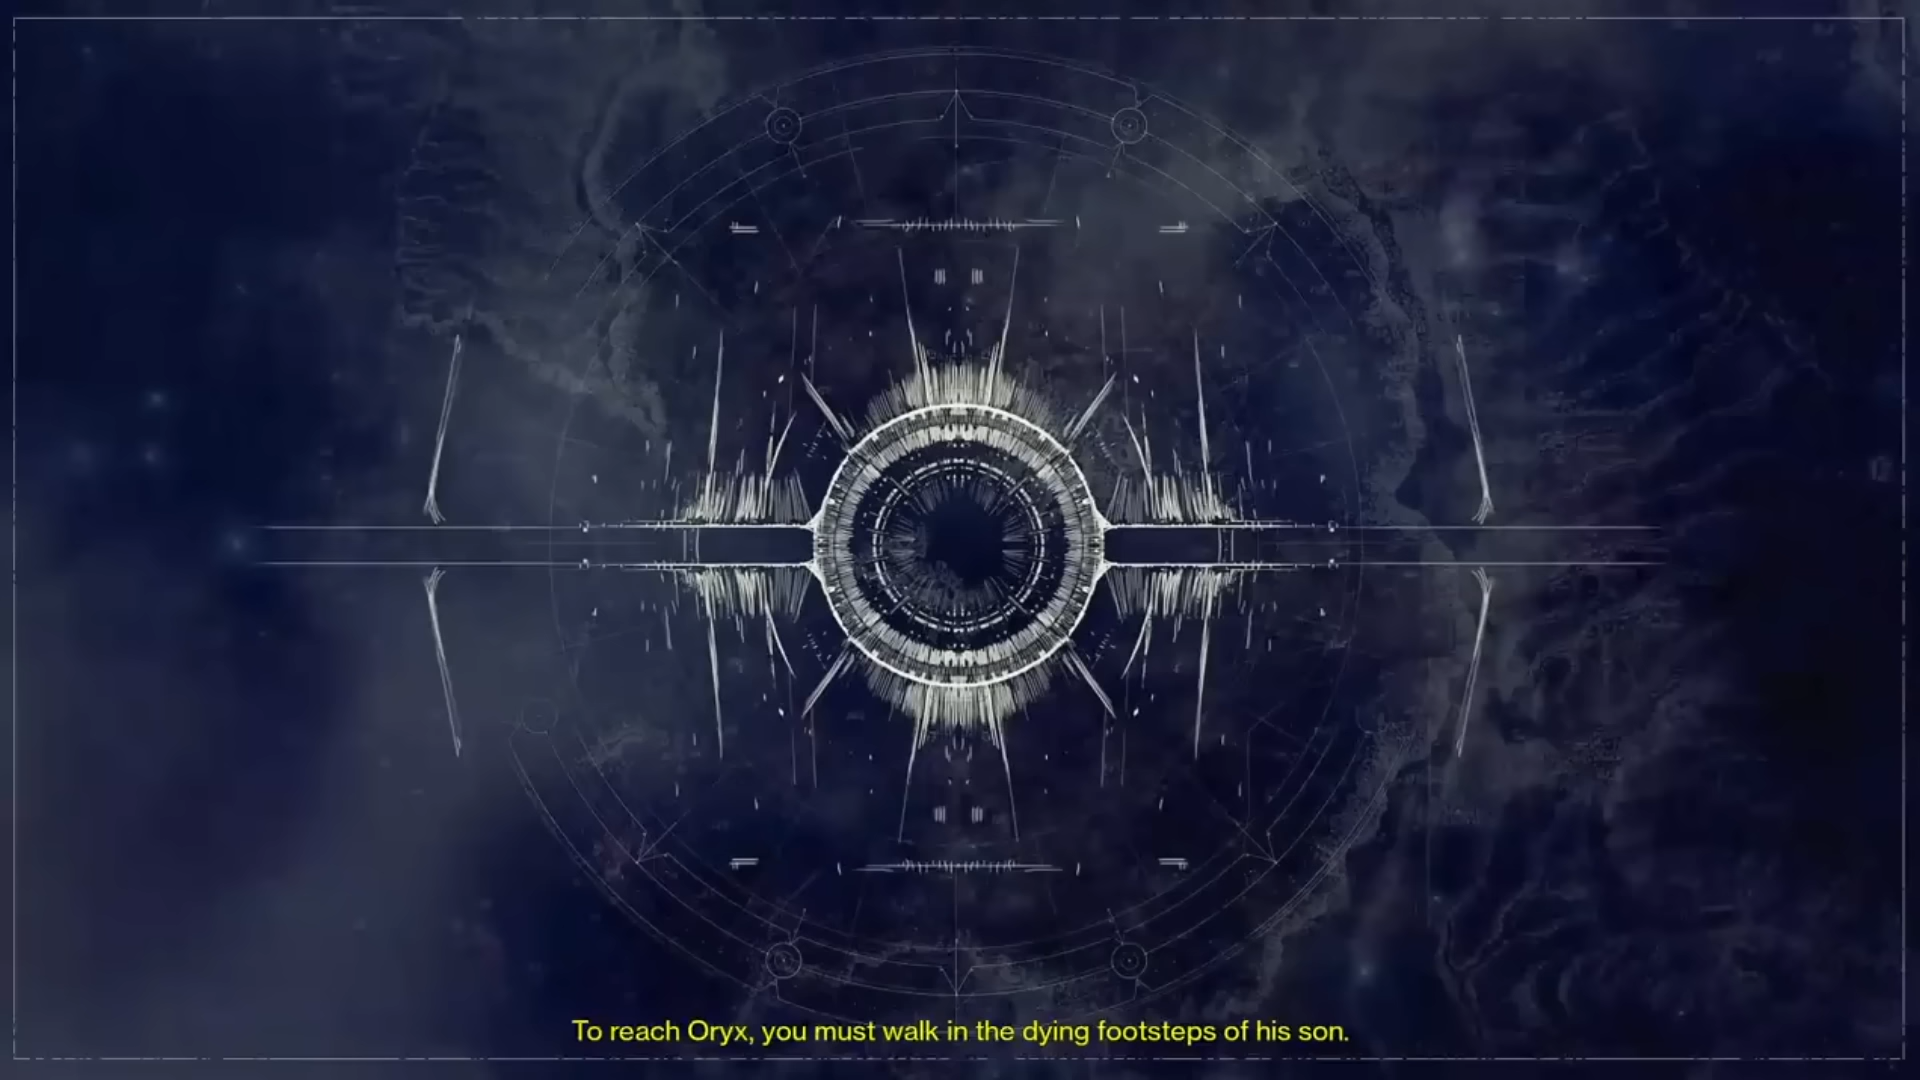 To reach Oryx, you must walk in the dying footsteps of his son.